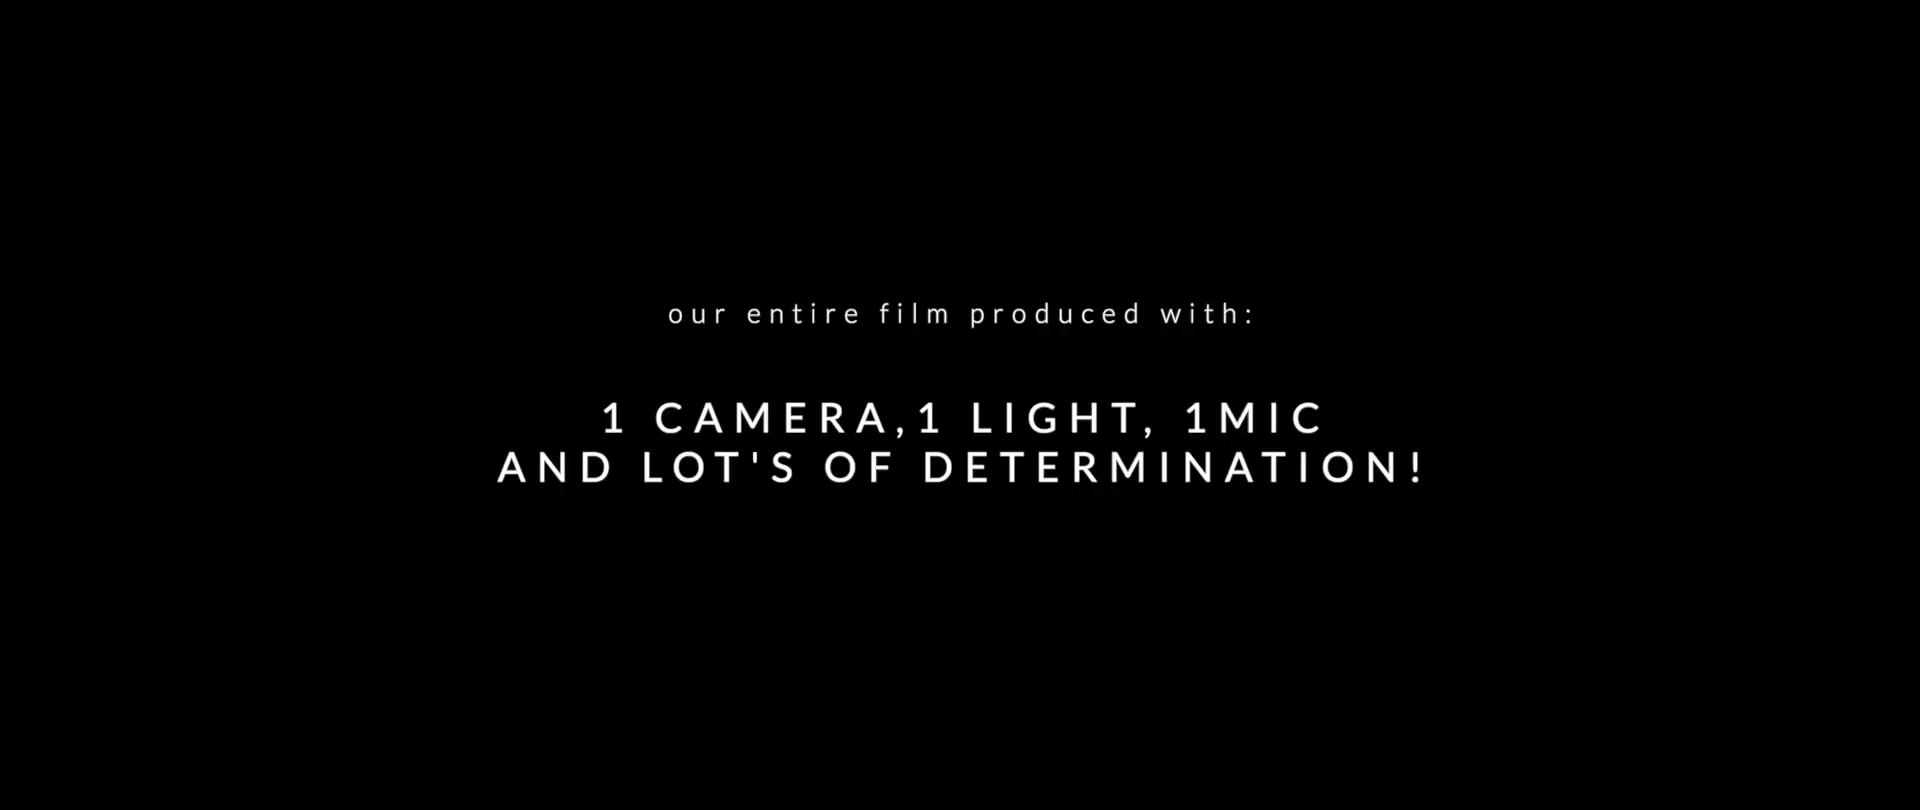 our entire film produced with:
1 CAMERA,1 LIGHT, 1MIC
AND LOT'S OF DETERMINATION!